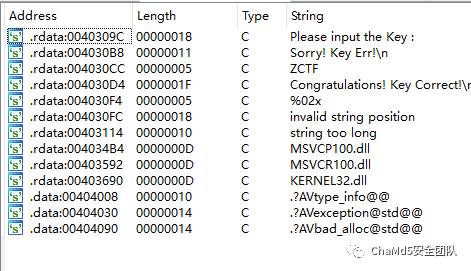 Address Length Type String
.rdata:0040309C 00000018 C Please input the Key :
.rdata:004030B8 00000011 C Sorry! Key Err!\n
.rdata:004030CC 00000005 C ZCTF
.rdata:004030D4 0000001F C Congratulations! Key Correct!\n
.rdata:004030F4 00000005 C %02x
.rdata:004030FC 00000018 C invalid string position
.rdata:00403114 00000010 C string too long
.rdata:004034B4 0000000D C MSVCP100.dll
.rdata:00403592 0000000D C MSVCR100.dll
.rdata:00403690 0000000D C KERNEL32.dll
.data:00404008 00000010 C .?AVtype_info@@
.data:00404030 00000014 C .?AVexception@std@@
.data:00404090 00000014 C .?AVbad_alloc@std@@
ChaMd5安全团队